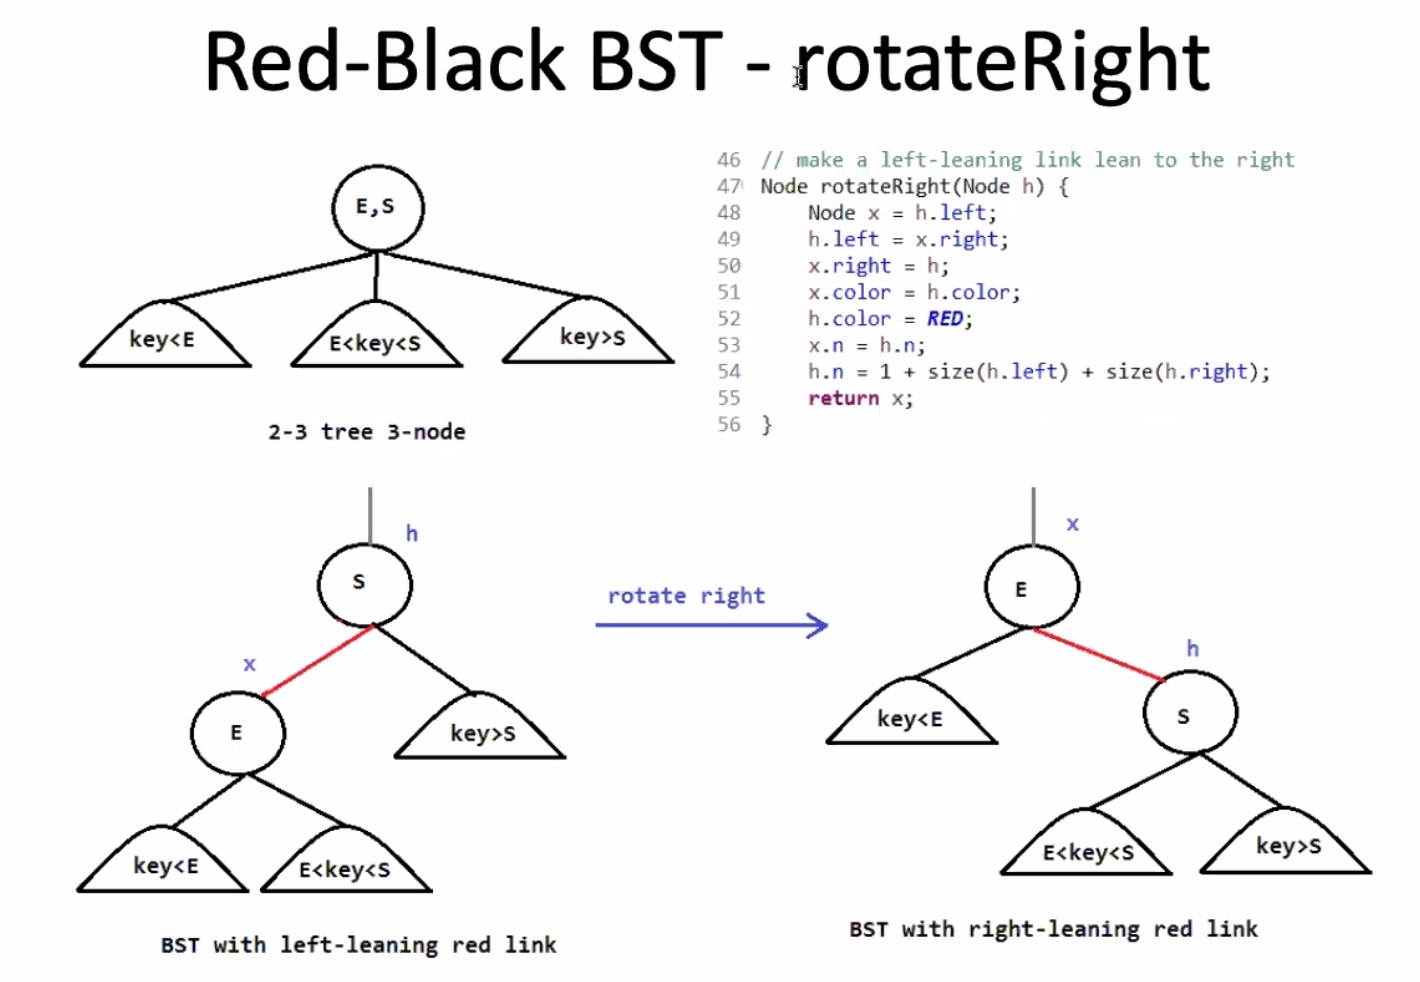 Red-Black BST - rotateRight
E,S
key<E
E<key<S
key>S
2-3 tree 3-node
46 // make a left-leaning link lean to the right
47 Node rotateRight(Node h) {
48     Node x = h.left;
49     h.left = x.right;
50     x.right = h;
51     x.color = h.color;
52     h.color = RED;
53     x.n = h.n;
54     h.n = 1 + size(h.left) + size(h.right);
55     return x;
56 }
h
S
x
E
key>S
key<E
E<key<S
BST with left-leaning red link
rotate right
x
E
h
key<E
S
E<key<S
key>S
BST with right-leaning red link